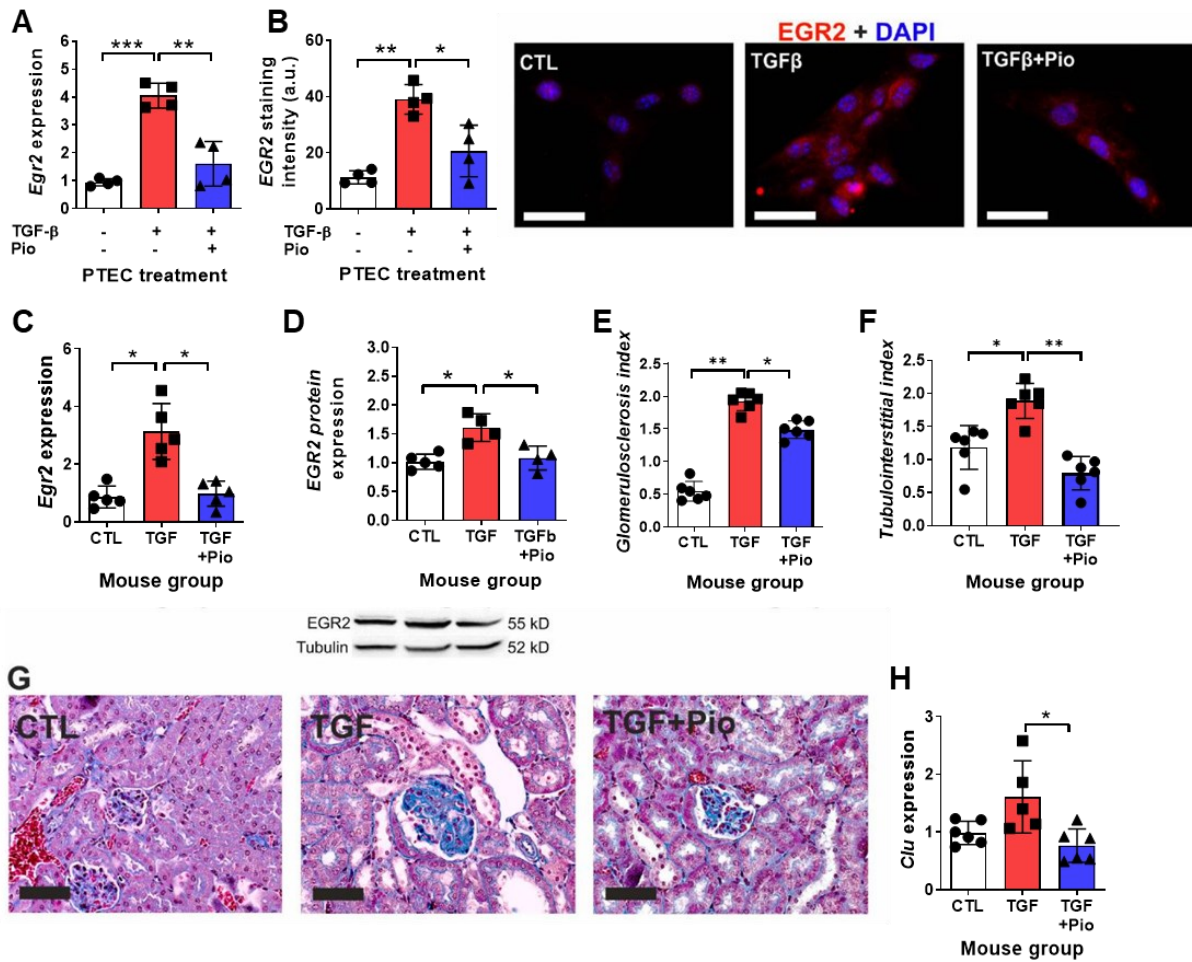 A
Egr2 expression
6
5
4
3
2
1
0
***
**
TGF-β - + +
Pio - - +
PTEC treatment
B
EGR2 staining
intensity (a.u.)
60
40
20
0
**
*
TGF-β - + +
Pio - - +
PTEC treatment
EGR2 + DAPI
CTL
TGFβ
TGFβ+Pio
C
Egr2 expression
6
4
2
0
*
*
CTL TGF TGF
+Pio
Mouse group
D
EGR2 protein
expression
3.0
2.5
2.0
1.5
1.0
0.5
0.0
*
*
CTL TGF TGFb
+Pio
Mouse group
EGR2 55 kD
Tubulin 52 kD
E
Glomerulosclerosis index
2.5
2.0
1.5
1.0
0.5
0.0
**
*
CTL TGF TGF
+Pio
Mouse group
F
Tubulointerstitial index
2.5
2.0
1.5
1.0
0.5
0.0
*
**
CTL TGF TGF
+Pio
Mouse group
G
CTL
TGF
TGF+Pio
H
Clu expression
3
2
1
0
*
CTL TGF TGF
+Pio
Mouse group